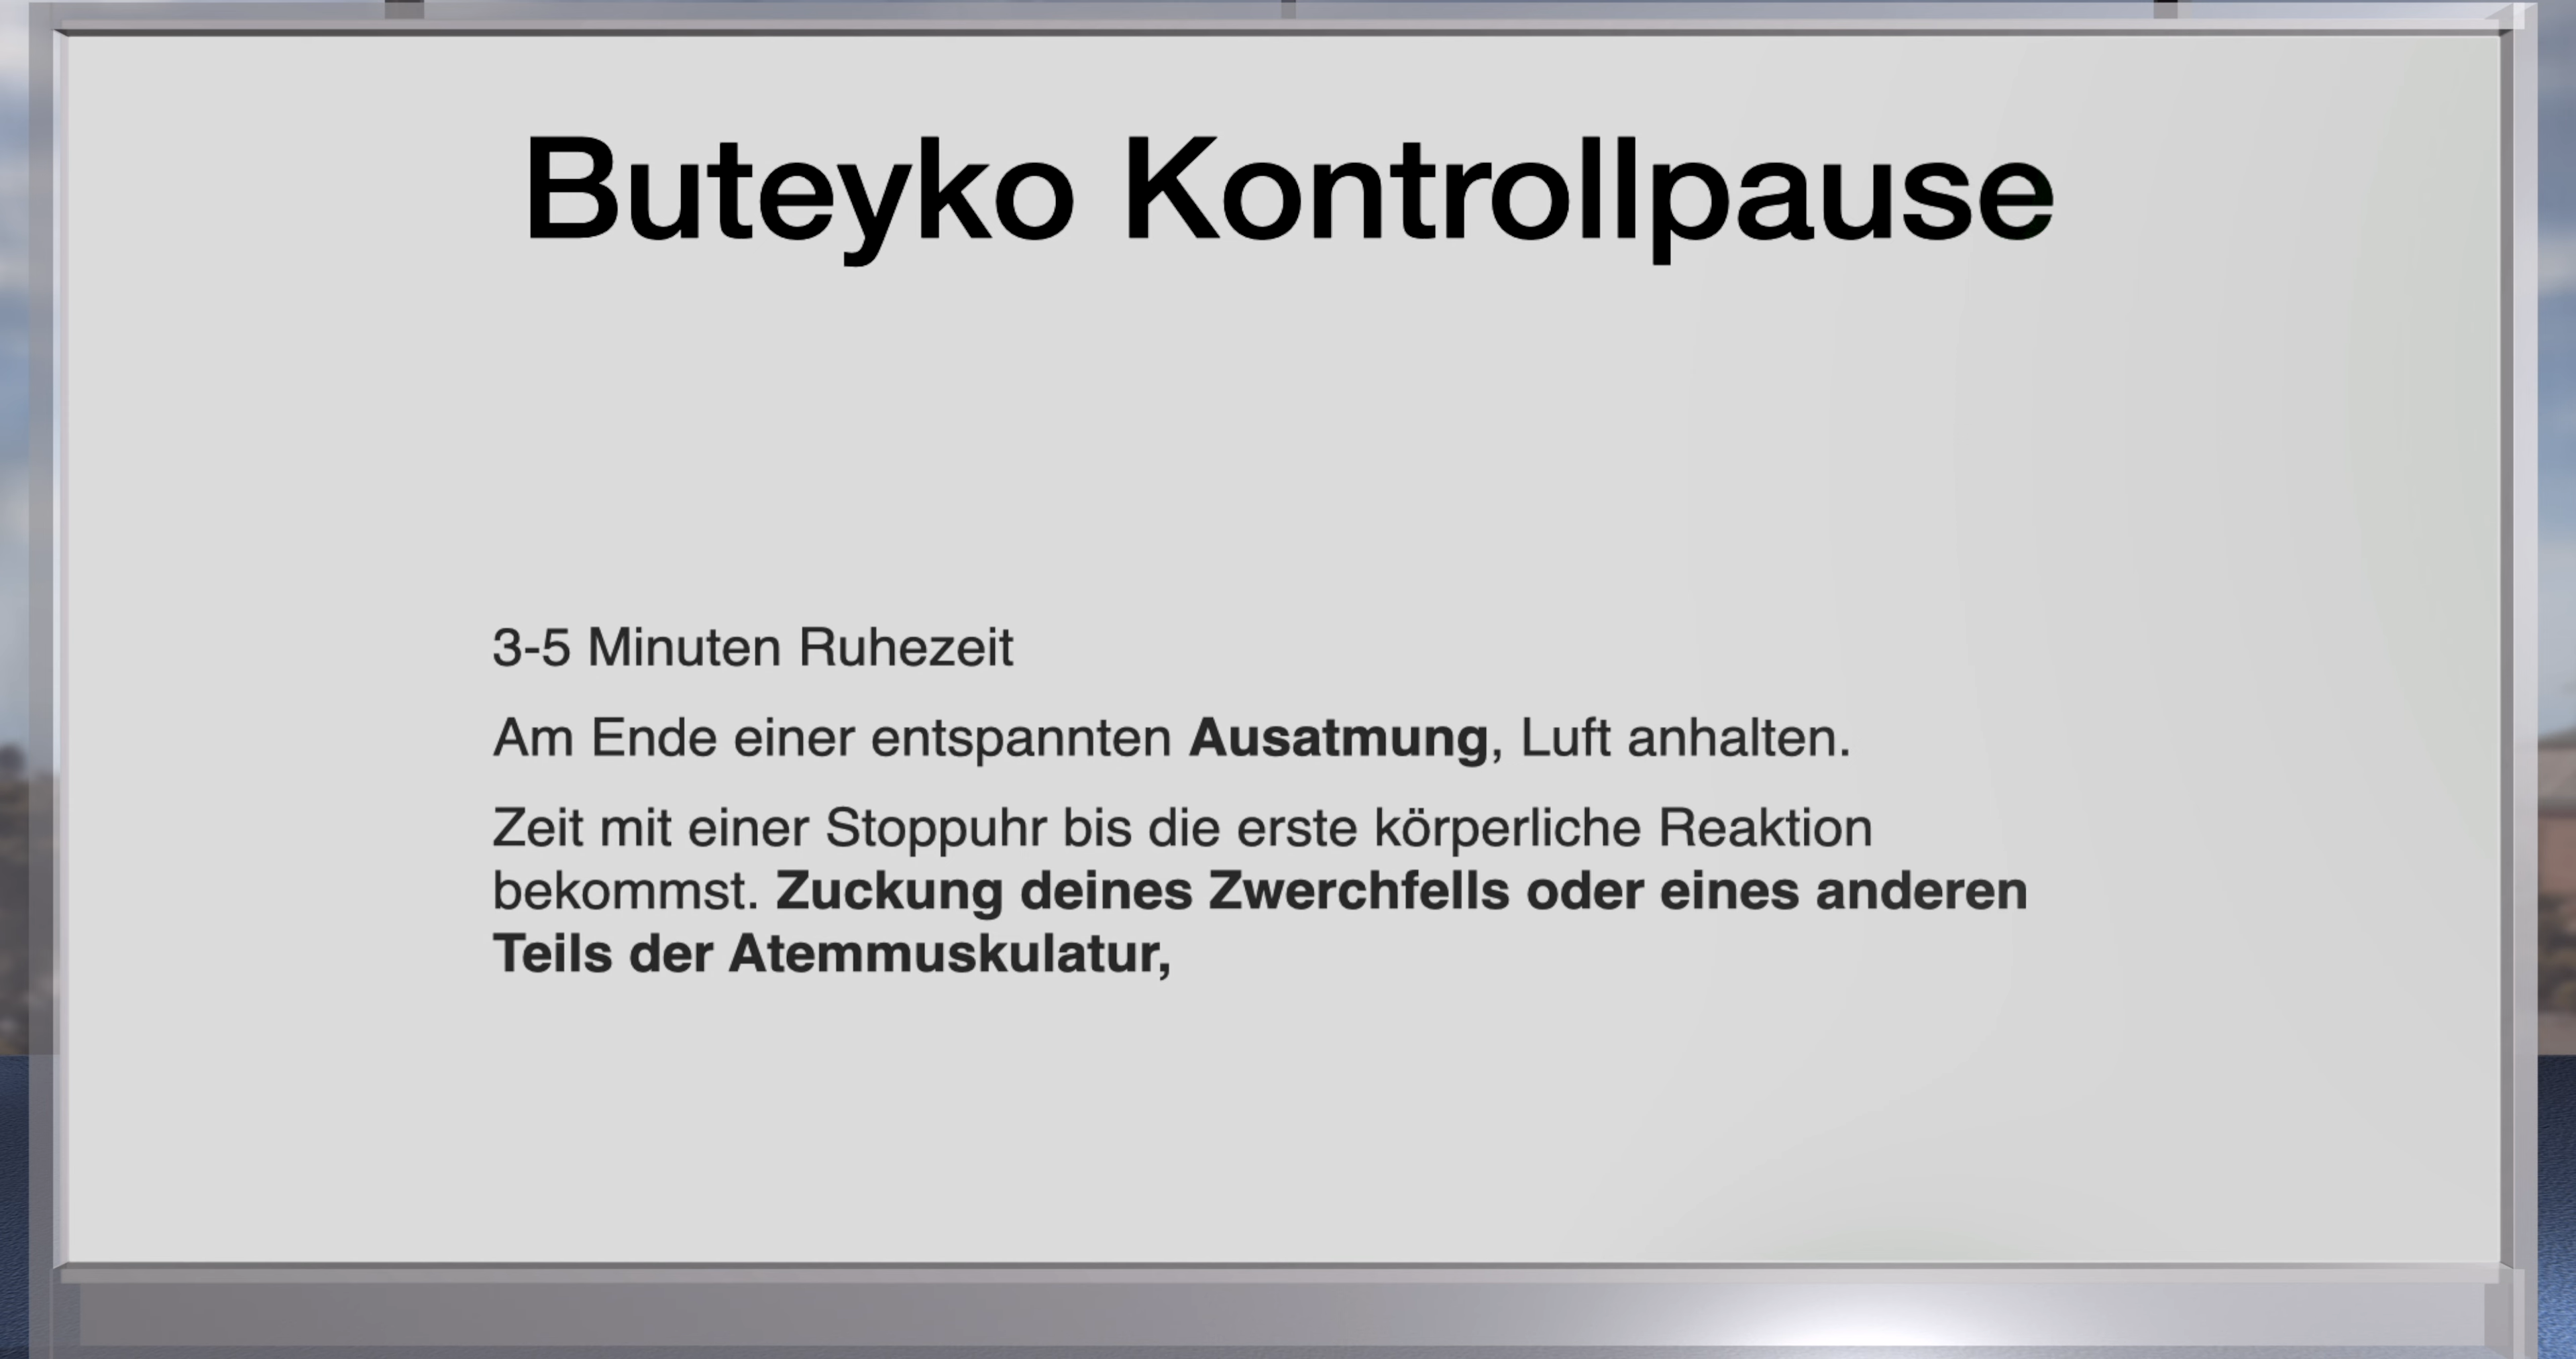 Buteyko Kontrollpause
3-5 Minuten Ruhezeit
Am Ende einer entspannten Ausatmung, Luft anhalten.
Zeit mit einer Stoppuhr bis die erste körperliche Reaktion
bekommst. Zuckung deines Zwerchfells oder eines anderen
Teils der Atemmuskulatur,